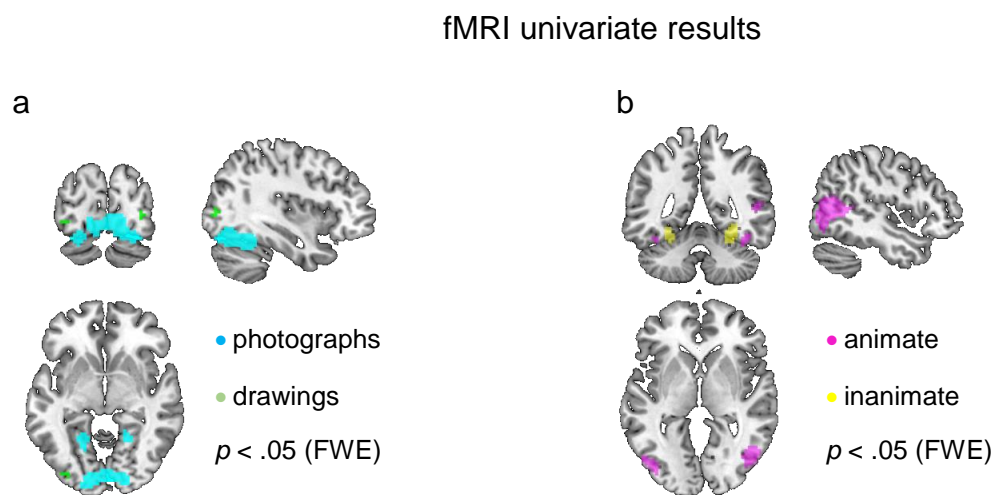 fMRI univariate results
a
photographs
drawings
p < .05 (FWE)
b
animate
inanimate
p < .05 (FWE)